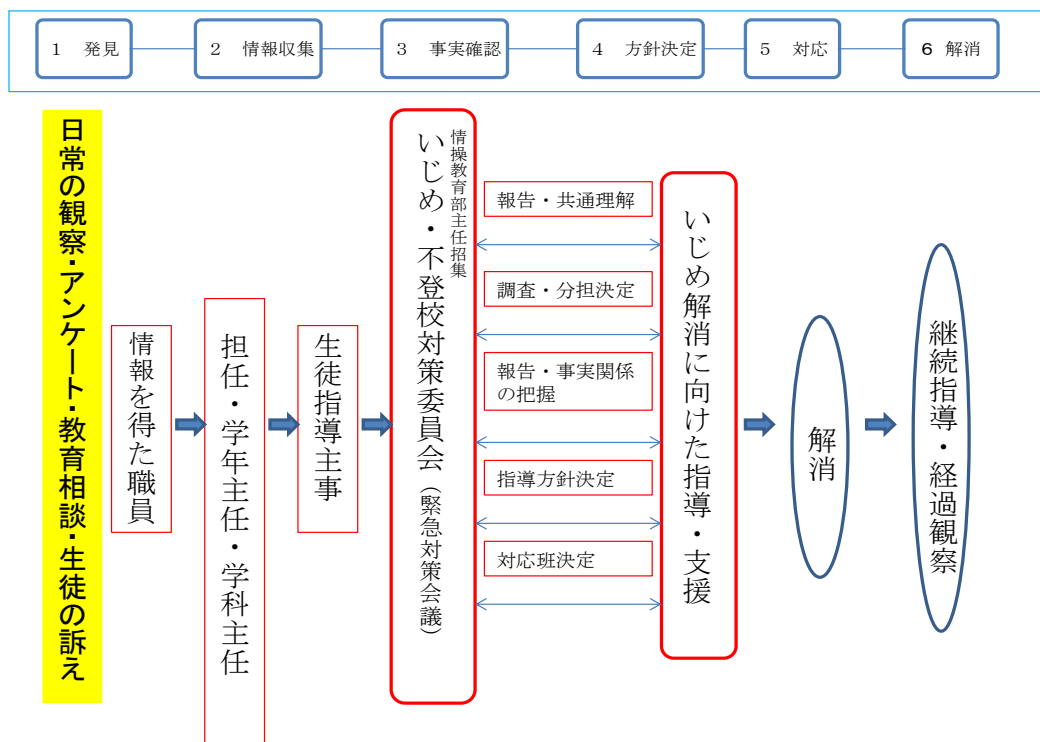 1 発見
2 情報収集
3 事実確認
4 方針決定
5 対応
6 解消
日常の観察・アンケート・教育相談・生徒の訴え
情報を得た職員
担任・学年主任・学科主任
生徒指導主事
情操教育部主任招集
いじめ・不登校対策委員会（緊急対策会議）
報告・共通理解
調査・分担決定
報告・事実関係
の把握
指導方針決定
対応班決定
いじめ解消に向けた指導・支援
解消
継続指導・経過観察